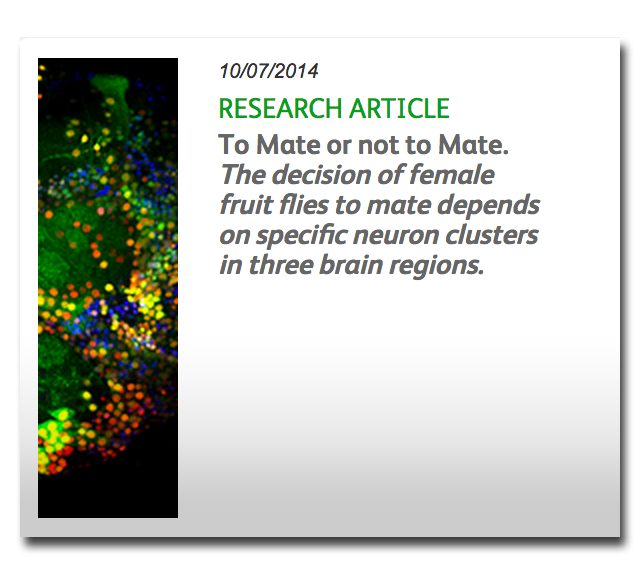 10/07/2014
RESEARCH ARTICLE
To Mate or not to Mate.
The decision of female
fruit flies to mate depends
on specific neuron clusters
in three brain regions.